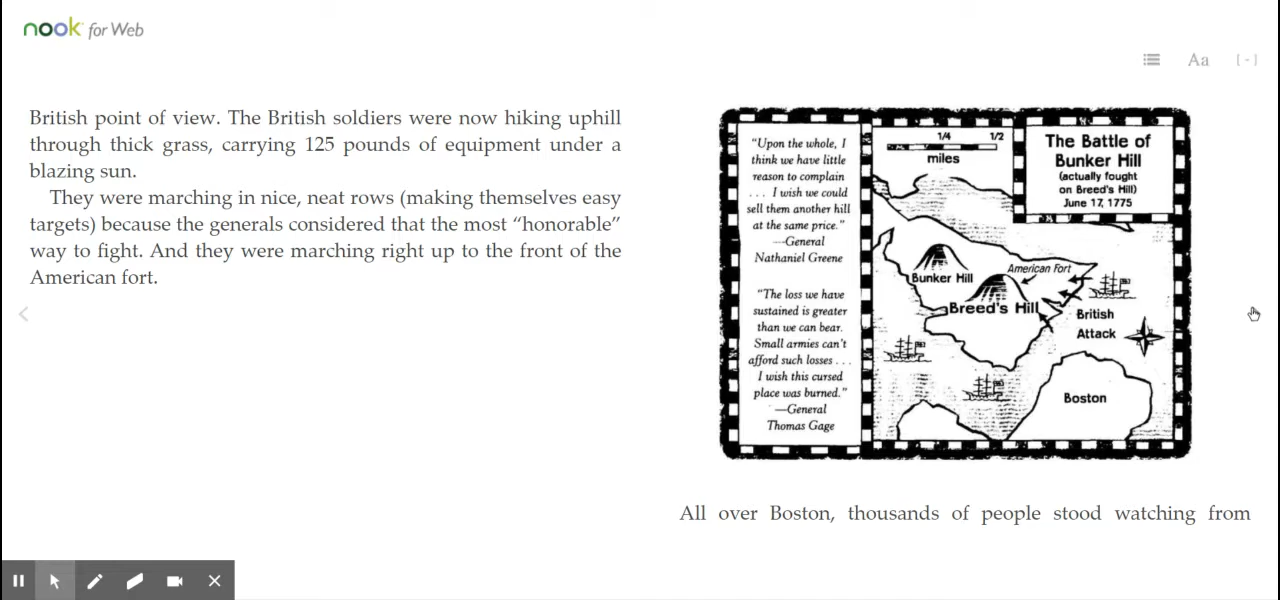 nook for Web
Aa
British point of view. The British soldiers were now hiking uphill
through thick grass, carrying 125 pounds of equipment under a
blazing sun.
They were marching in nice, neat rows (making themselves easy
targets) because the generals considered that the most “honorable”
way to fight. And they were marching right up to the front of the
American fort.
"Upon the whole, I
think we have little
reason to complain
. . . I wish we could
sell them another hill
at the same price."
—General
Nathaniel Greene
"The loss we have
sustained is greater
than we can bear.
Small armies can't
afford such losses . . .
I wish this cursed
place was burned."
—General
Thomas Gage
1/4 1/2
miles
The Battle of
Bunker Hill
(actually fought
on Breed's Hill)
June 17, 1775
American Fort
Bunker Hill
Breed's Hill
British
Attack
Boston
All over Boston, thousands of people stood watching from